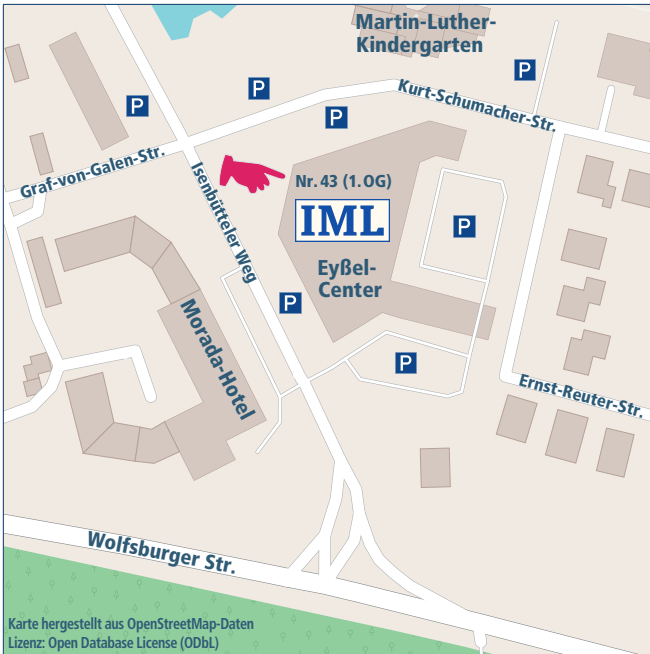 Martin-Luther-
Kindergarten
P
P
P
P
Kurt-Schumacher-Str.
Graf-von-Galen-Str.
Isenbütteler Weg
Nr. 43 (1.OG)
IML
P
Eyßel-
Center
P
Morada-Hotel
P
Ernst-Reuter-Str.
Wolfsburger Str.
Karte hergestellt aus OpenStreetMap-Daten
Lizenz: Open Database License (ODbL)